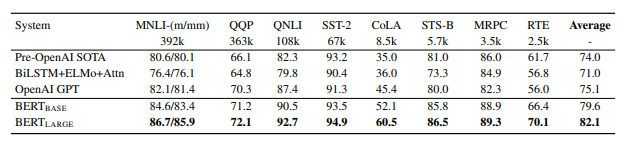 System MNLI-(m/mm) QQP QNLI SST-2 CoLA STS-B MRPC RTE Average
392k 363k 108k 67k 8.5k 5.7k 3.5k 2.5k -
Pre-OpenAI SOTA 80.6/80.1 66.1 82.3 93.2 35.0 81.0 86.0 61.7 74.0
BiLSTM+ELMo+Attn 76.4/76.1 64.8 79.8 90.4 36.0 73.3 84.9 56.8 71.0
OpenAI GPT 82.1/81.4 70.3 87.4 91.3 45.4 80.0 82.3 56.0 75.1
BERTBASE 84.6/83.4 71.2 90.5 93.5 52.1 85.8 88.9 66.4 79.6
BERTLARGE 86.7/85.9 72.1 92.7 94.9 60.5 86.5 89.3 70.1 82.1